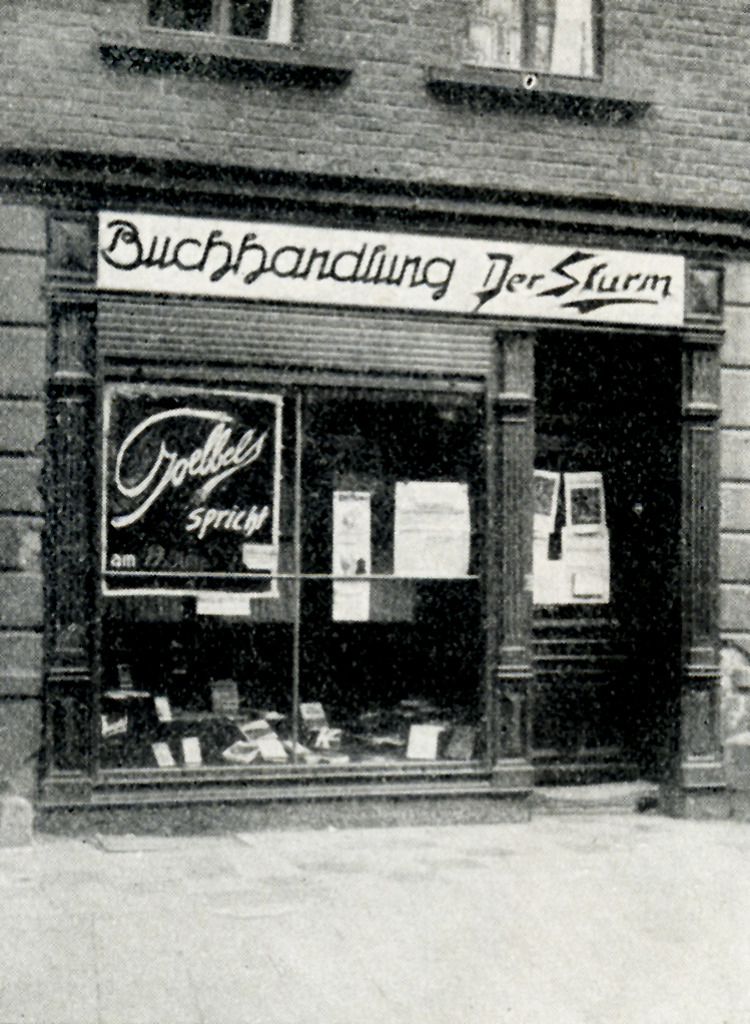 Buchhandlung Der Sturm
Goebbels
spricht
am